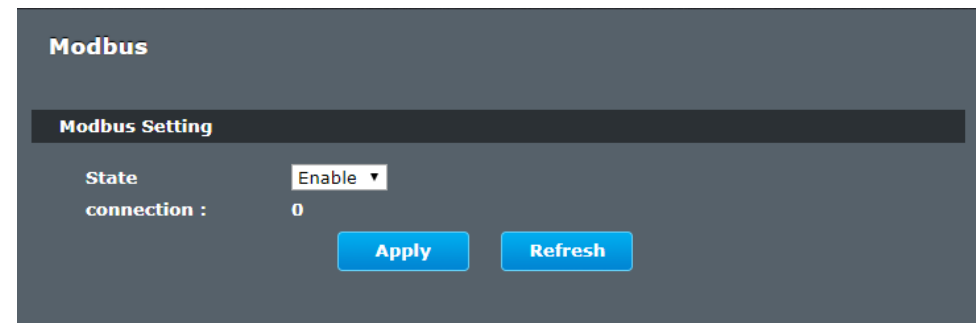 Modbus
Modbus Setting
State Enable
connection : 0
Apply Refresh